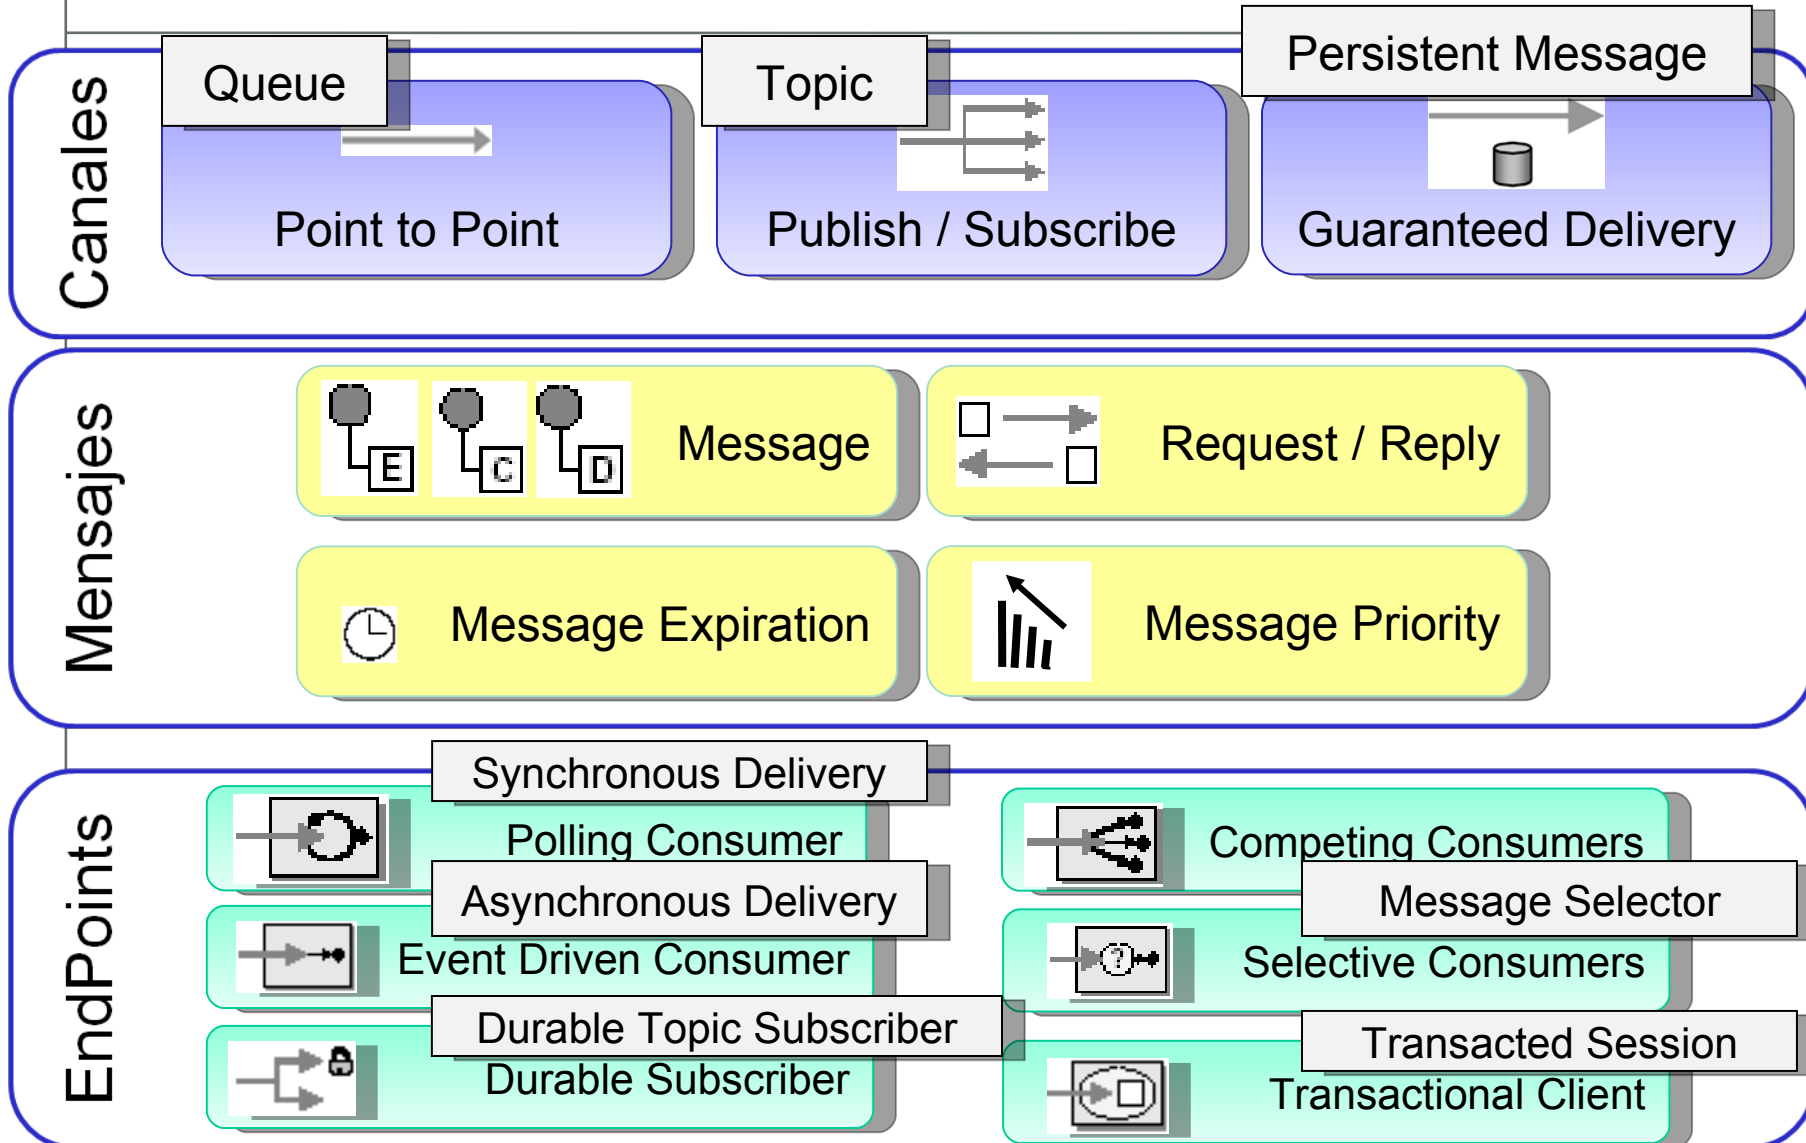 Canales
Queue
Topic
Persistent Message
Point to Point
Publish / Subscribe
Guaranteed Delivery
Mensajes
E
C
D
Message
Request / Reply
Message Expiration
Message Priority
EndPoints
Synchronous Delivery
Polling Consumer
Competing Consumers
Asynchronous Delivery
Message Selector
Event Driven Consumer
?
Selective Consumers
Durable Topic Subscriber
Transacted Session
Durable Subscriber
Transactional Client